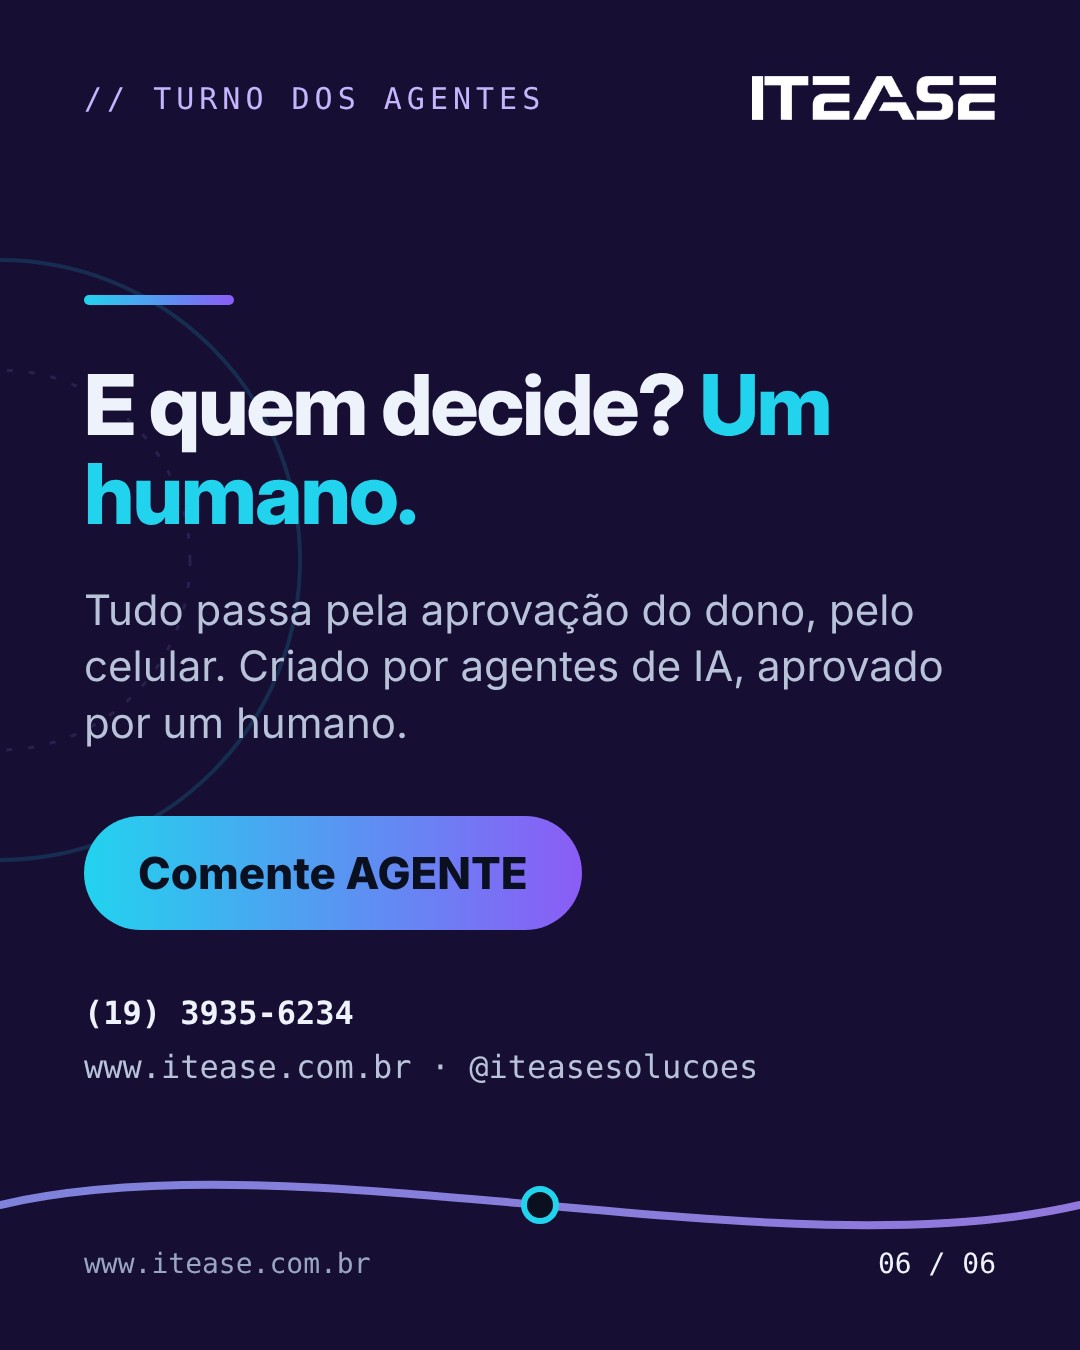 // TURNO DOS AGENTES
ITEASE
E quem decide? Um
humano.
Tudo passa pela aprovação do dono, pelo
celular. Criado por agentes de IA, aprovado
por um humano.
Comente AGENTE
(19) 3935-6234
www.itease.com.br · @iteasesolucoes
www.itease.com.br
06 / 06